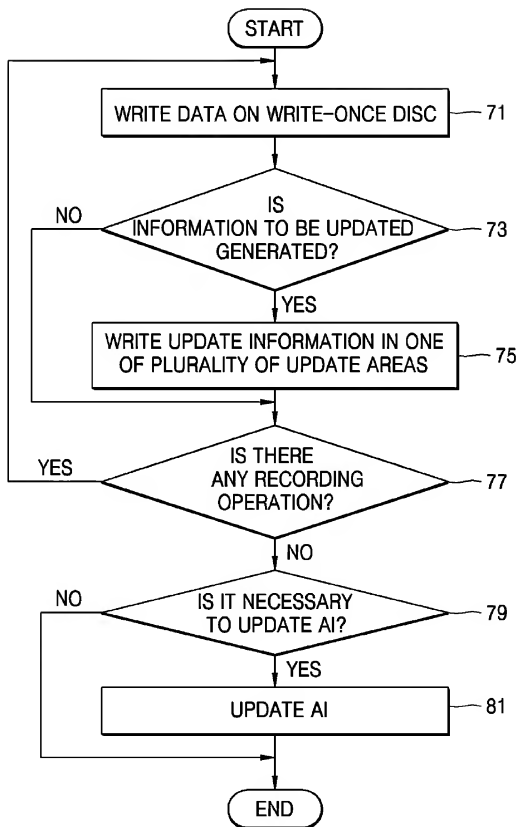 START
WRITE DATA ON WRITE-ONCE DISC
71
IS
INFORMATION TO BE UPDATED
GENERATED?
73
NO
YES
WRITE UPDATE INFORMATION IN ONE
OF PLURALITY OF UPDATE AREAS
75
YES
IS THERE
ANY RECORDING
OPERATION?
77
NO
NO
IS IT NECESSARY
TO UPDATE AI?
79
YES
UPDATE AI
81
END